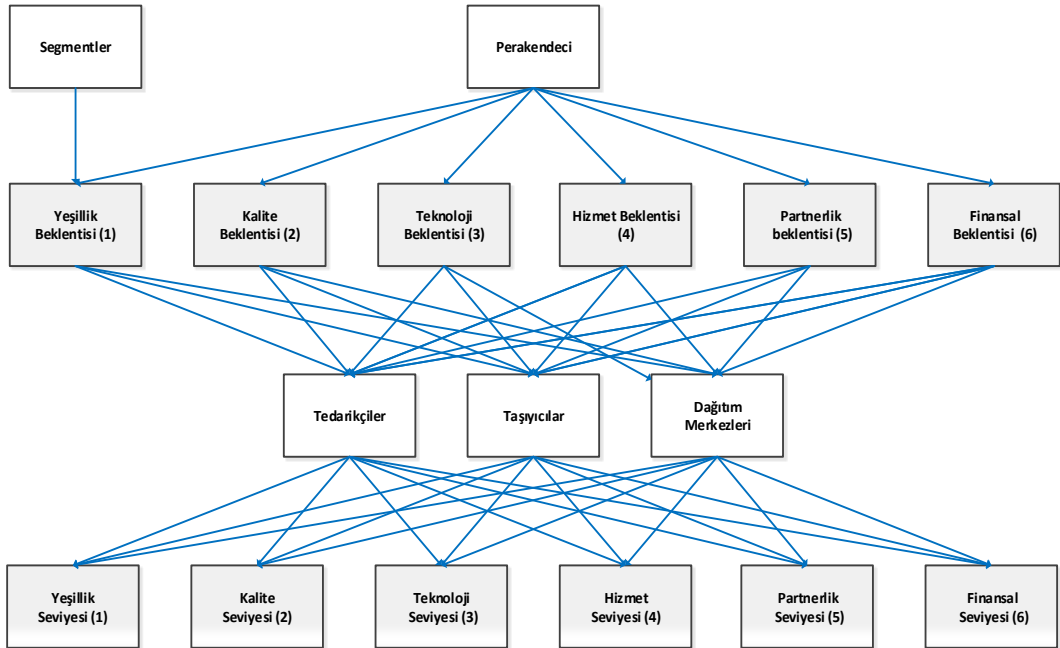 Segmentler
Perakendeci
Yeşillik
Beklentisi (1)
Kalite
Beklentisi (2)
Teknoloji
Beklentisi (3)
Hizmet Beklentisi
(4)
Partnerlik
beklentisi (5)
Finansal
Beklentisi (6)
Tedarikçiler
Taşıyıcılar
Dağıtım
Merkezleri
Yeşillik
Seviyesi (1)
Kalite
Seviyesi (2)
Teknoloji
Seviyesi (3)
Hizmet
Seviyesi (4)
Partnerlik
Seviyesi (5)
Finansal
Seviyesi (6)